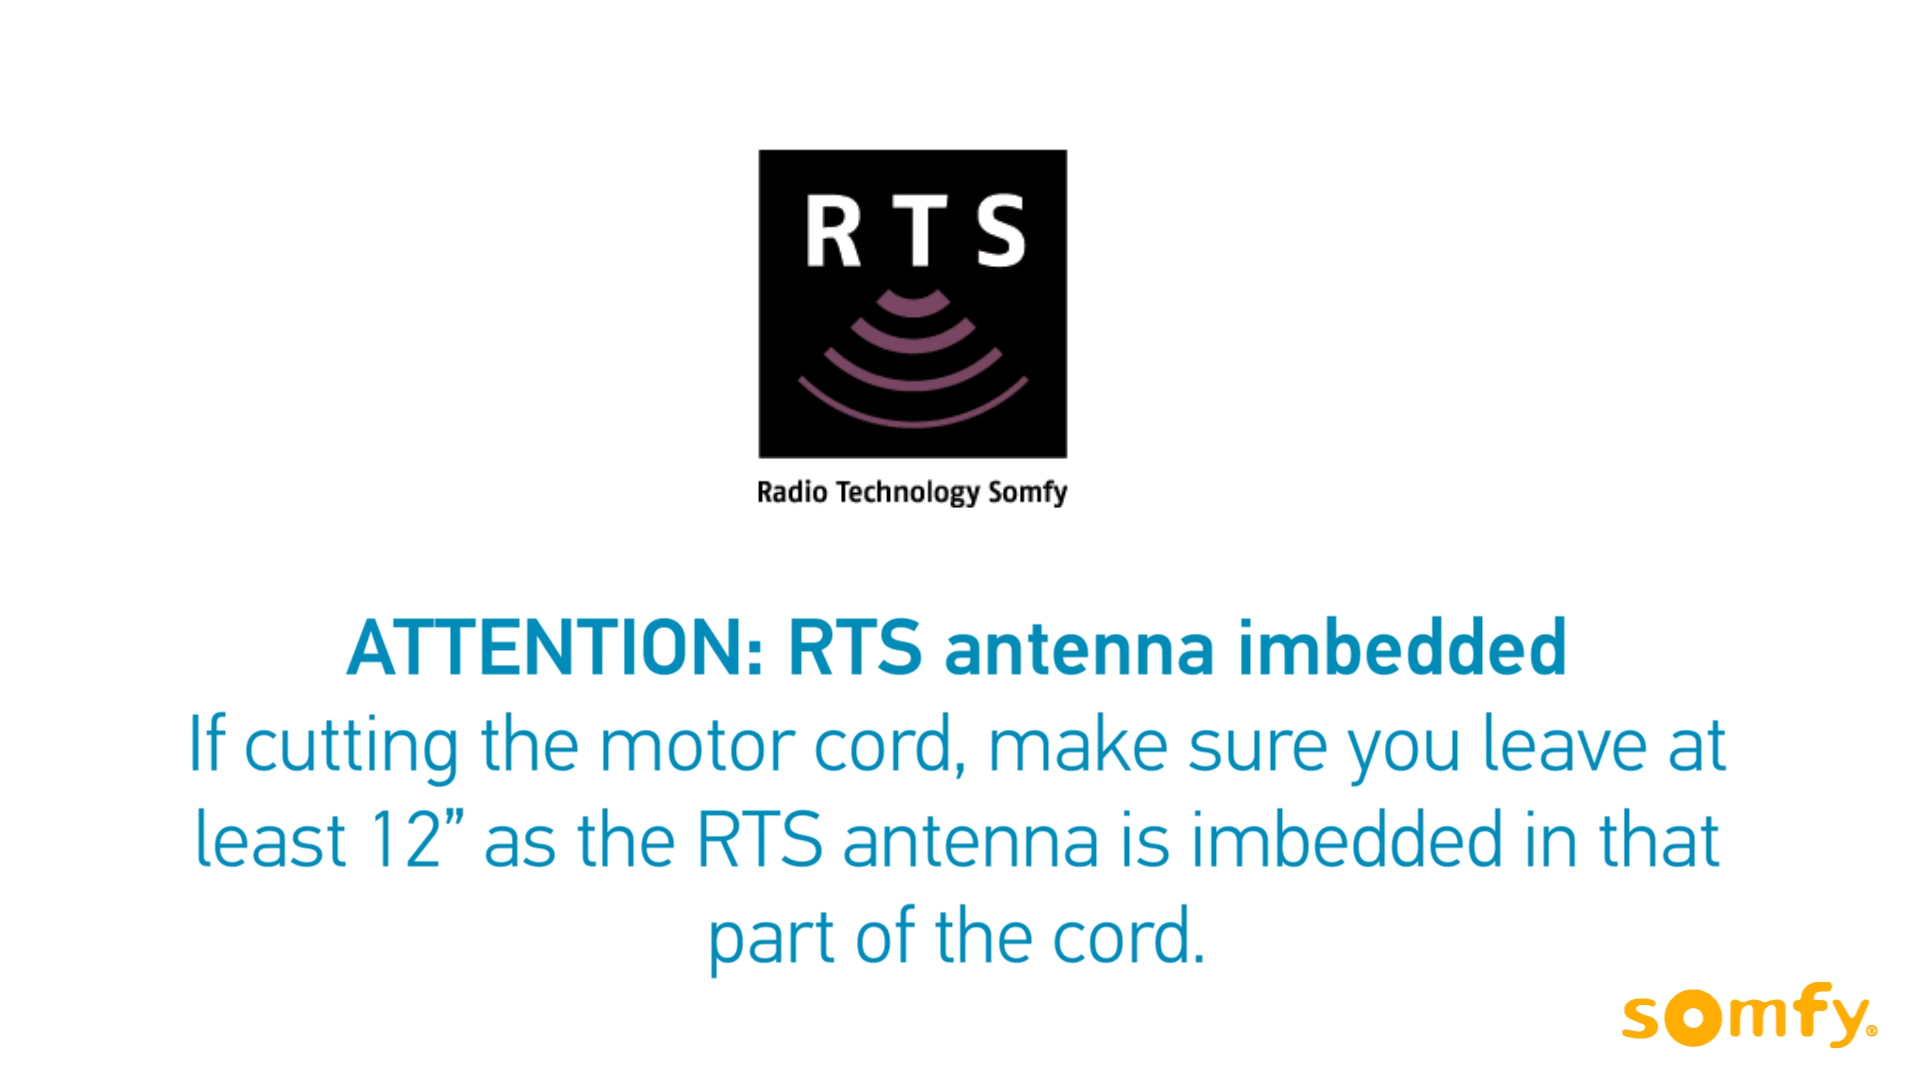 RTS
Radio Technology Somfy
ATTENTION: RTS antenna imbedded
If cutting the motor cord, make sure you leave at
least 12” as the RTS antenna is imbedded in that
part of the cord.
somfy®